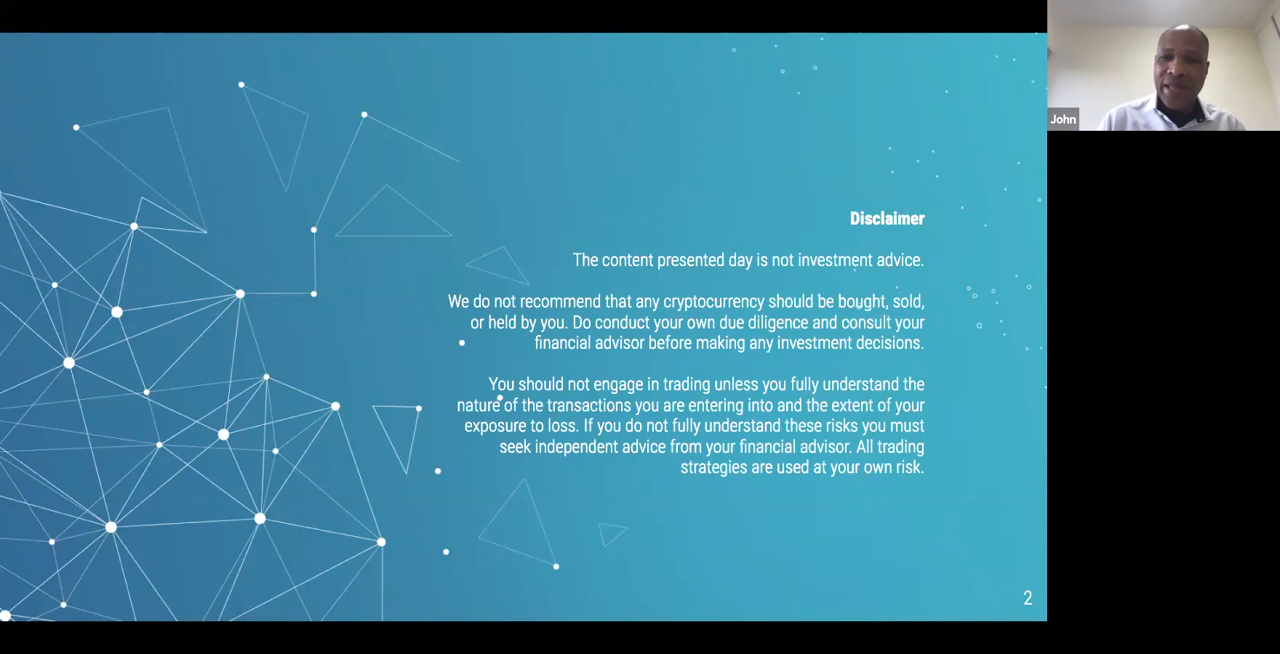 John
Disclaimer
The content presented day is not investment advice.
We do not recommend that any cryptocurrency should be bought, sold,
or held by you. Do conduct your own due diligence and consult your
financial advisor before making any investment decisions.
You should not engage in trading unless you fully understand the
nature of the transactions you are entering into and the extent of your
exposure to loss. If you do not fully understand these risks you must
seek independent advice from your financial advisor. All trading
strategies are used at your own risk.
2